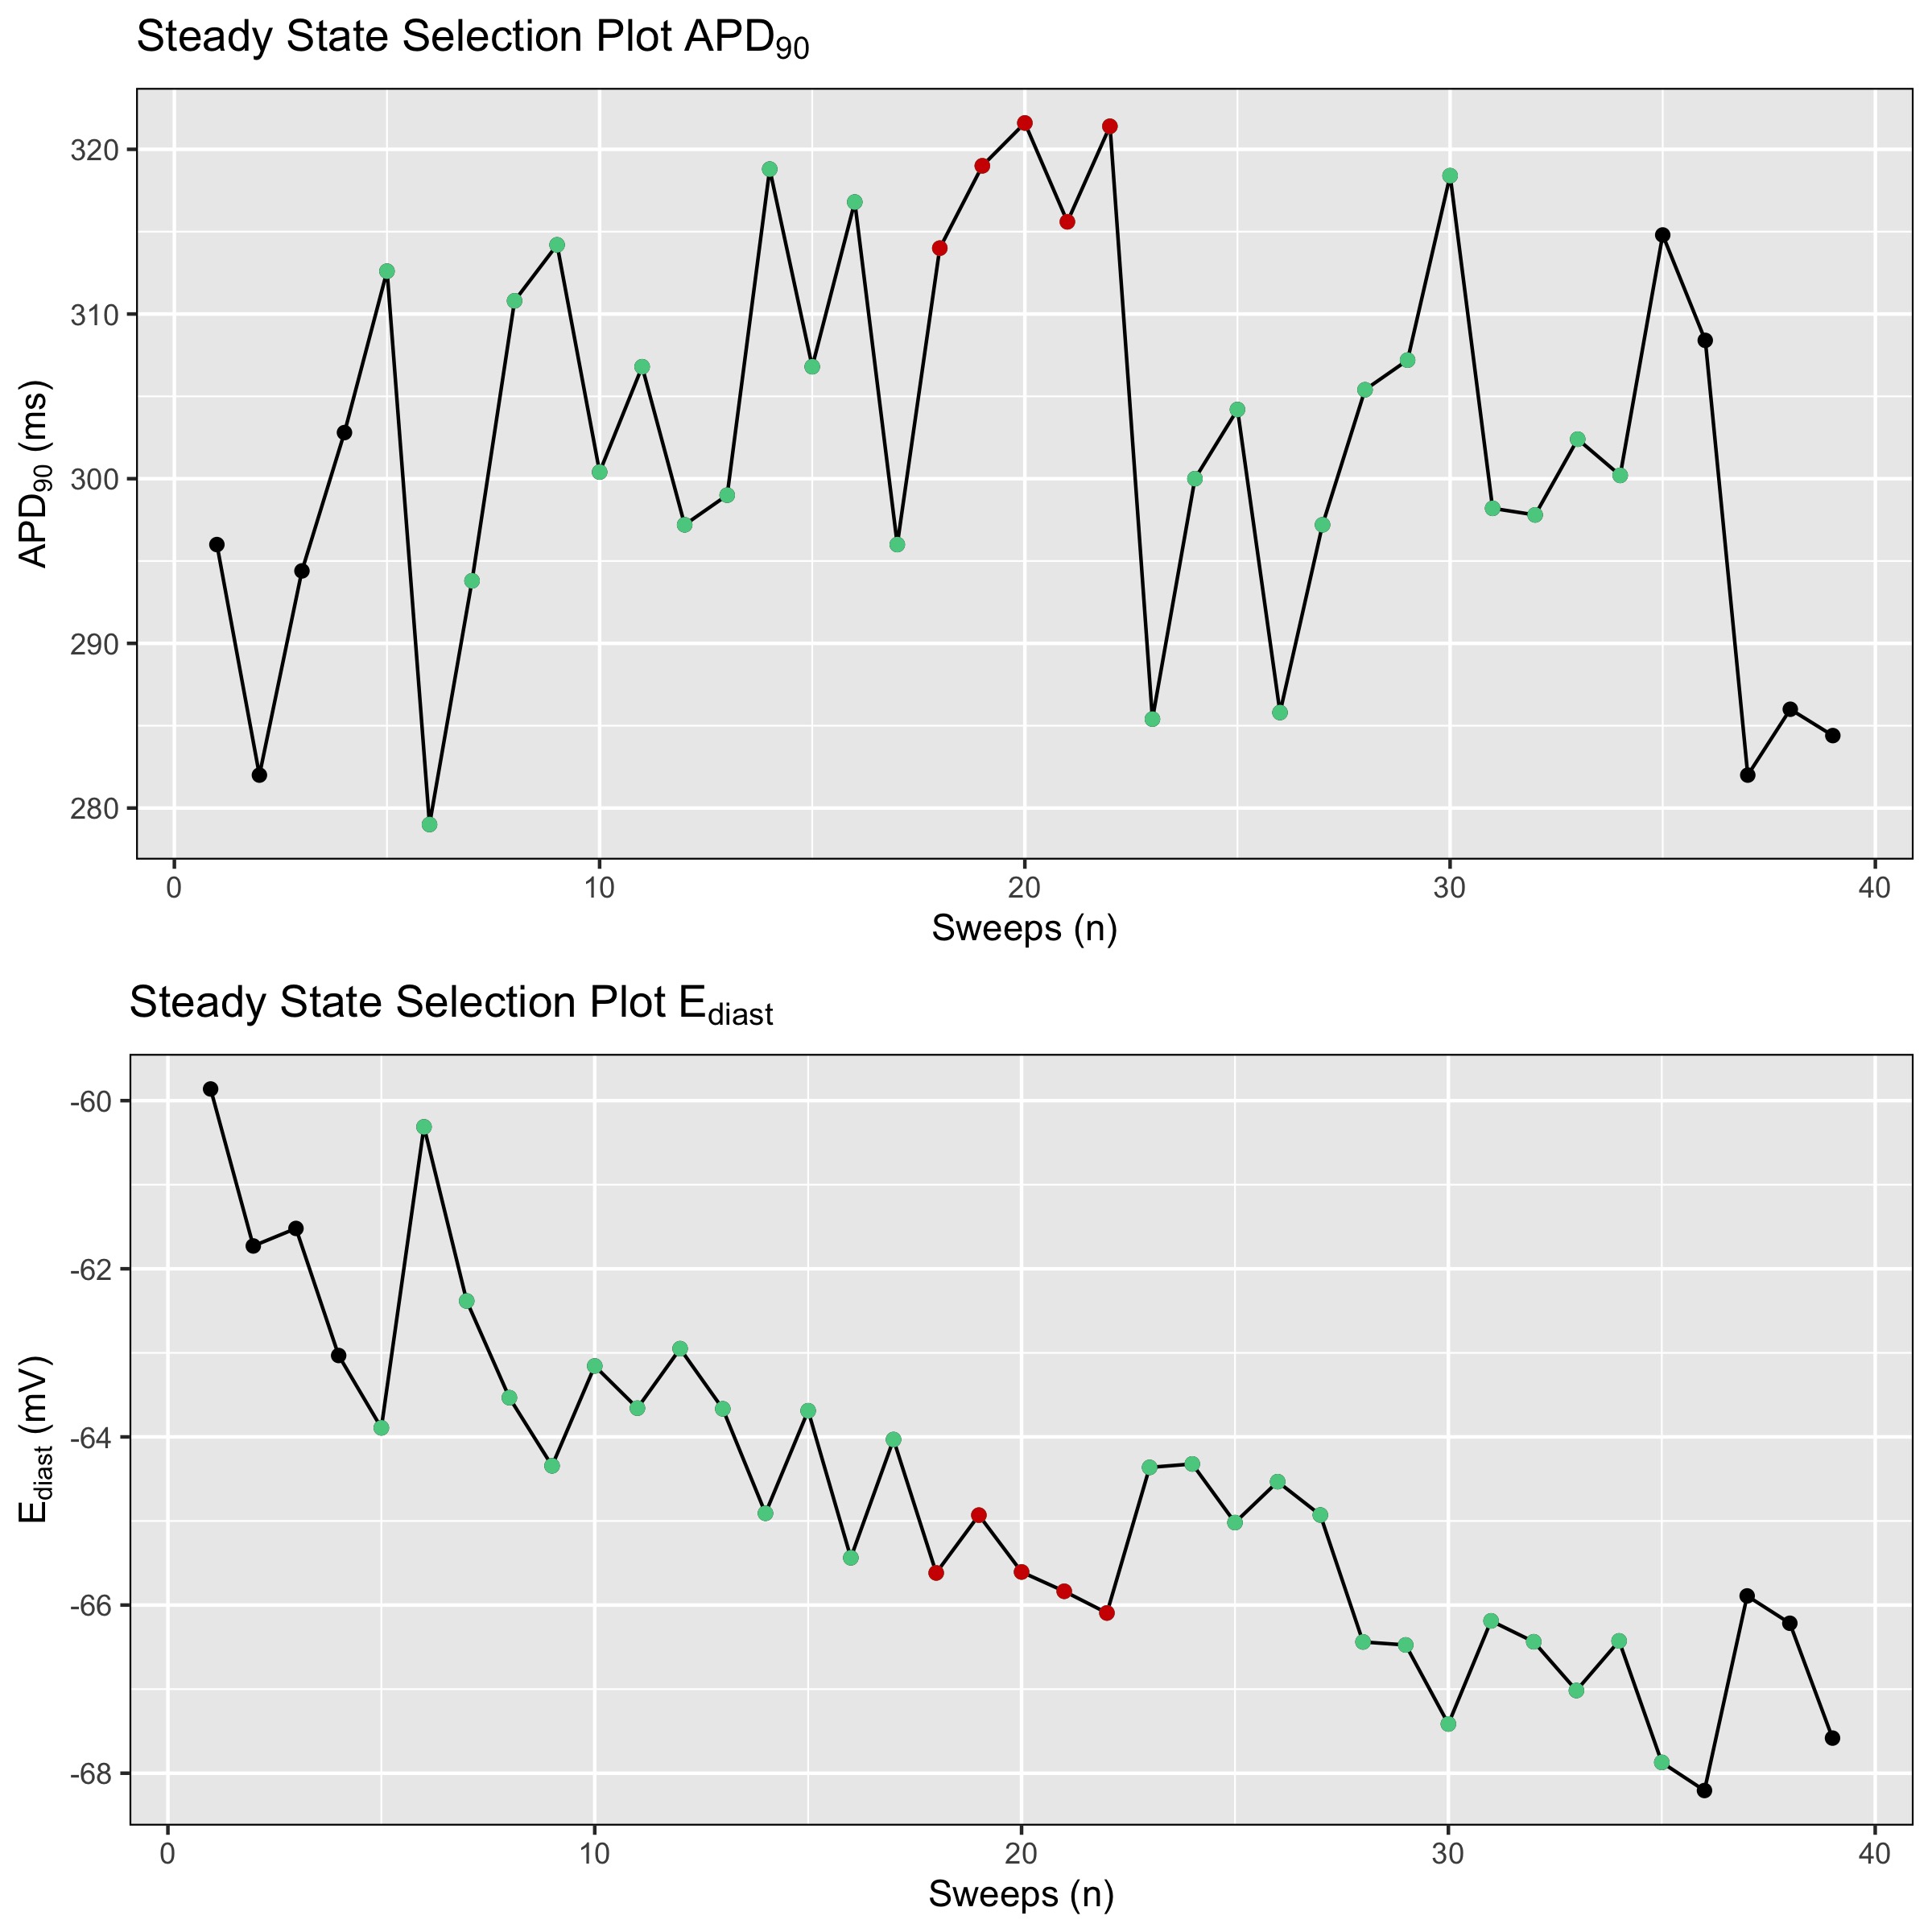 Steady State Selection Plot APD90
320
310
300
290
280
APD90 (ms)
0 10 20 30 40
Sweeps (n)
Steady State Selection Plot Ediast
-60
-62
-64
-66
-68
Ediast (mV)
0 10 20 30 40
Sweeps (n)